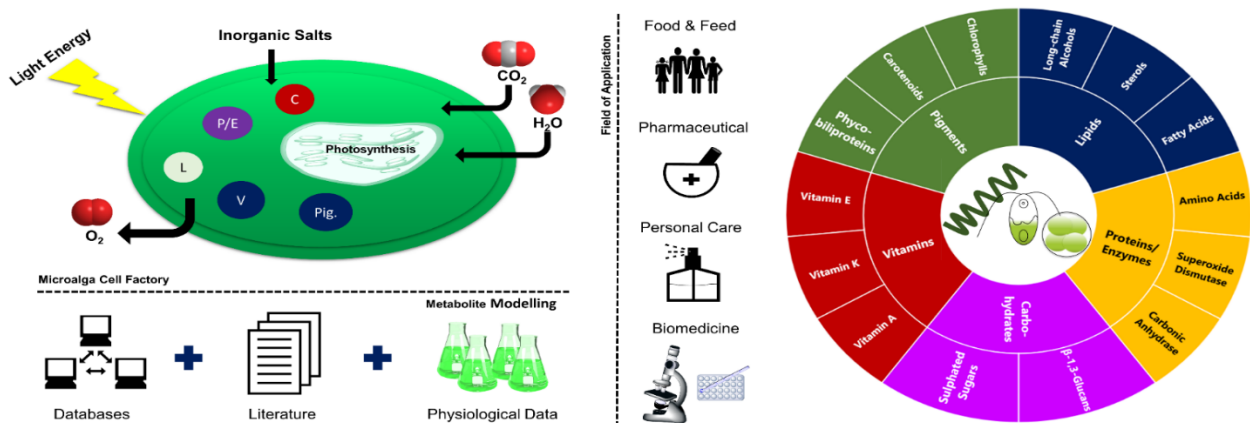 Light Energy
Inorganic Salts
CO2
H2O
C
P/E
Photosynthesis
L
V
Pig.
O2
Microalga Cell Factory
Metabolite Modelling
Databases
Literature
Physiological Data
Field of Application
Food & Feed
Pharmaceutical
Personal Care
Biomedicine
Phyco-
biliproteins
Carotenoids
Chlorophylls
Pigments
Long-chain
Alcohols
Sterols
Fatty Acids
Lipids
Amino Acids
Superoxide
Dismutase
Carbonic
Anhydrase
Proteins/
Enzymes
β-1,3-Glucans
Sulphated
Sugars
Carbo-
hydrates
Vitamin A
Vitamin K
Vitamin E
Vitamins